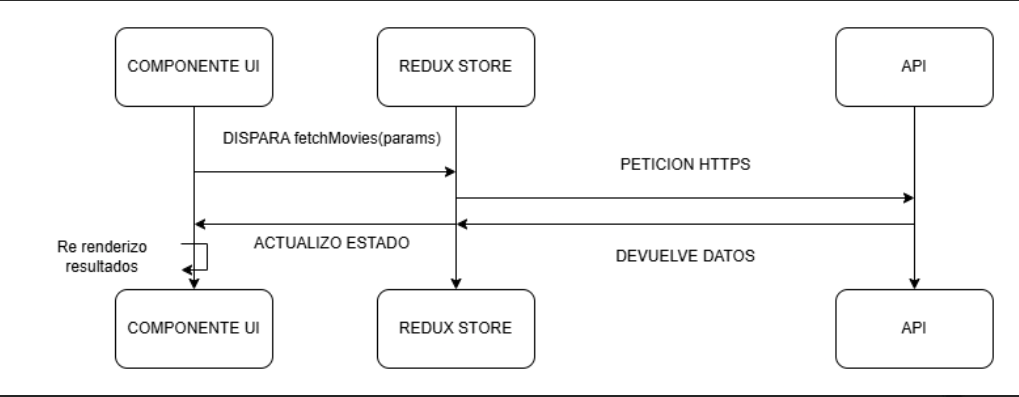 COMPONENTE UI
REDUX STORE
API
DISPARA fetchMovies(params)
PETICION HTTPS
ACTUALIZO ESTADO
DEVUELVE DATOS
Re renderizo
resultados
COMPONENTE UI
REDUX STORE
API